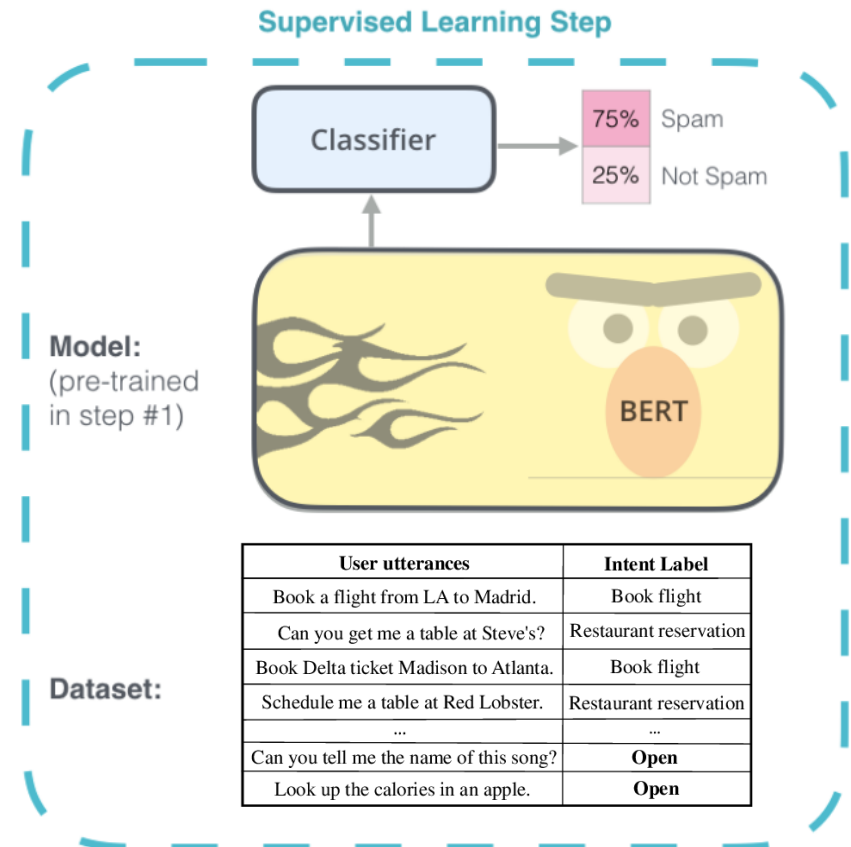 Supervised Learning Step
Classifier
75% Spam
25% Not Spam
Model:
(pre-trained
in step #1)
BERT
Dataset:
User utterances Intent Label
Book a flight from LA to Madrid. Book flight
Can you get me a table at Steve's? Restaurant reservation
Book Delta ticket Madison to Atlanta. Book flight
Schedule me a table at Red Lobster. Restaurant reservation
... ...
Can you tell me the name of this song? Open
Look up the calories in an apple. Open